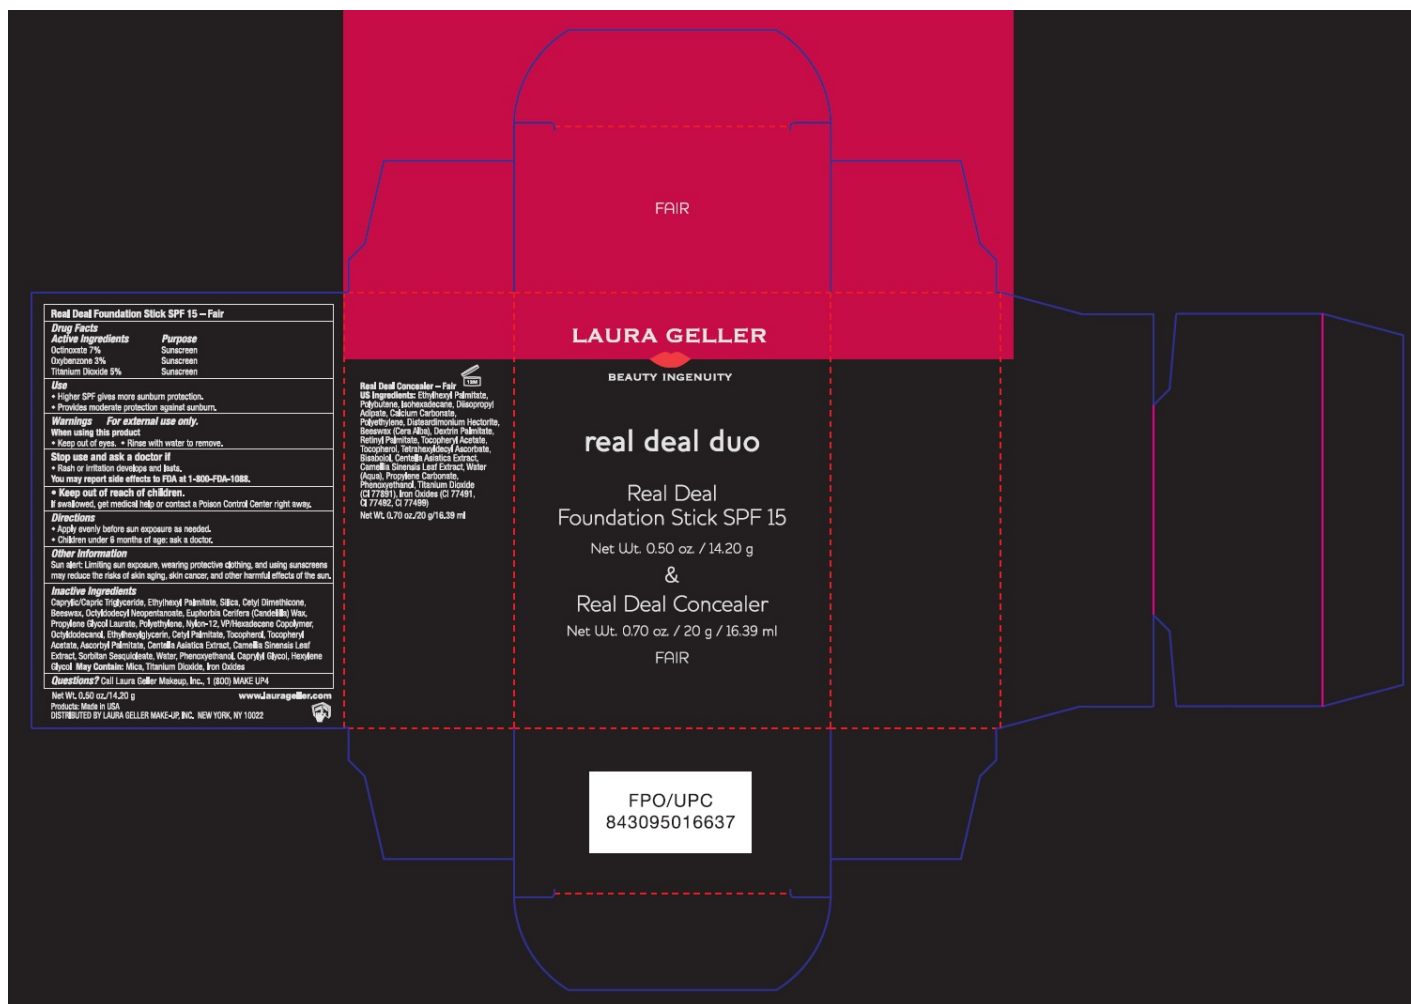 FAIR
LAURA GELLER
BEAUTY INGENUITY
real deal duo
Real Deal
Foundation Stick SPF 15
Net Wt. 0.50 oz. / 14.20 g
&
Real Deal Concealer
Net Wt. 0.70 oz. / 20 g / 16.39 ml
FAIR
FPO/UPC
843095016637
Real Deal Foundation Stick SPF 15 – Fair
Drug Facts
Active Ingredients Purpose
Octinoxate 7% Sunscreen
Oxybenzone 3% Sunscreen
Titanium Dioxide 5% Sunscreen
Use
• Higher SPF gives more sunburn protection.
• Provides moderate protection against sunburn.
Warnings For external use only.
When using this product
• Keep out of eyes. • Rinse with water to remove.
Stop use and ask a doctor if
• Rash or irritation develops and lasts.
You may report side effects to FDA at 1-800-FDA-1088.
• Keep out of reach of children.
If swallowed, get medical help or contact a Poison Control Center right away.
Directions
• Apply evenly before sun exposure as needed.
• Children under 6 months of age: ask a doctor.
Other Information
Sun alert: Limiting sun exposure, wearing protective clothing, and using sunscreens
may reduce the risks of skin aging, skin cancer, and other harmful effects of the sun.
Inactive Ingredients
Caprylic/Capric Triglyceride, Ethylhexyl Palmitate, Silica, Cetyl Dimethicone,
Beeswax, Octyldodecyl Neopentanoate, Euphorbia Cerifera (Candelilla) Wax,
Propylene Glycol Laurate, Polyethylene, Nylon-12, VP/Hexadecene Copolymer,
Octyldodecanol, Ethylhexylglycerin, Cetyl Palmitate, Tocopherol, Tocopheryl
Acetate, Ascorbyl Palmitate, Centella Asiatica Extract, Camellia Sinensis Leaf
Extract, Sorbitan Sesquioleate, Water, Phenoxyethanol, Caprylyl Glycol, Hexylene
Glycol May Contain: Mica, Titanium Dioxide, Iron Oxides
Questions? Call Laura Geller Makeup, Inc., 1 (800) MAKE UP4
Net Wt. 0.50 oz./14.20 g www.laurageller.com
Products: Made in USA
DISTRIBUTED BY LAURA GELLER MAKE-UP, INC. NEW YORK, NY 10022
Real Deal Concealer – Fair
US Ingredients: Ethylhexyl Palmitate,
Polybutene, Isohexadecane, Diisopropyl
Adipate, Calcium Carbonate,
Polyethylene, Disteardimonium Hectorite,
Beeswax (Cera Alba), Dextrin Palmitate,
Retinyl Palmitate, Tocopheryl Acetate,
Tocopherol, Tetrahexyldecyl Ascorbate,
Bisabolol, Centella Asiatica Extract,
Camellia Sinensis Leaf Extract, Water
(Aqua), Propylene Carbonate,
Phenoxyethanol, Titanium Dioxide
(CI 77891), Iron Oxides (CI 77491,
CI 77492, CI 77499)
Net Wt. 0.70 oz./20 g/16.39 ml